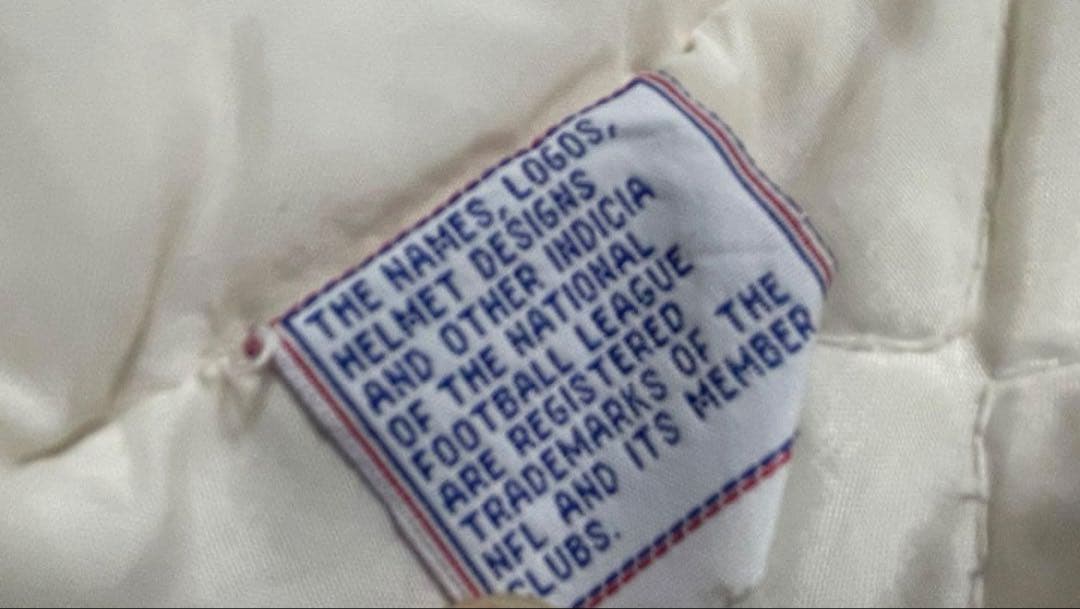 THE NAMES, LOGOS,
HELMET DESIGNS
AND OTHER INDICIA
OF THE NATIONAL
FOOTBALL LEAGUE
ARE REGISTERED
TRADEMARKS OF THE
NFL AND ITS MEMBER
CLUBS.